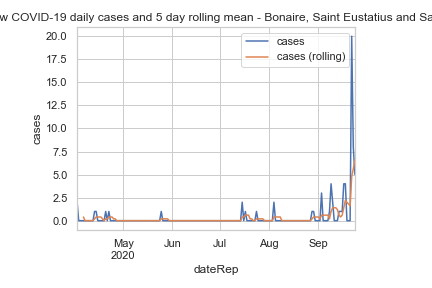 w COVID-19 daily cases and 5 day rolling mean - Bonaire, Saint Eustatius and Sa
cases
cases (rolling)
20.0
17.5
15.0
12.5
10.0
7.5
5.0
2.5
0.0
cases
May
2020
Jun
Jul
Aug
Sep
dateRep